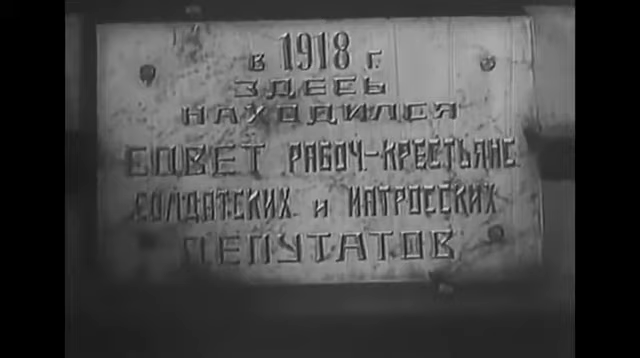 в 1918 г.
ЗДЕСЬ
НАХОДИЛСЯ
СОВЕТ РАБОЧ-КРЕСТЬЯНС.
СОЛДАТСКИХ и МАТРОССКИХ
ДЕПУТАТОВ